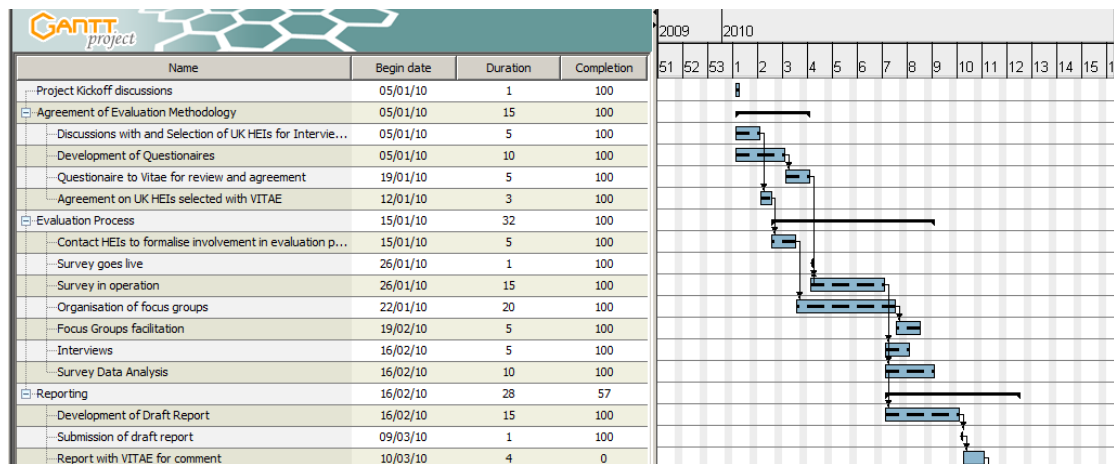 GANTT
project
2009 2010
Name Begin date Duration Completion 51 52 53 1 2 3 4 5 6 7 8 9 10 11 12 13 14 15 1
Project Kickoff discussions 05/01/10 1 100
Agreement of Evaluation Methodology 05/01/10 15 100
Discussions with and Selection of UK HEIs for Intervie... 05/01/10 5 100
Development of Questionaires 05/01/10 10 100
Questionaire to Vitae for review and agreement 19/01/10 5 100
Agreement on UK HEIs selected with VITAE 12/01/10 3 100
Evaluation Process 15/01/10 32 100
Contact HEIs to formalise involvement in evaluation p... 15/01/10 5 100
Survey goes live 26/01/10 1 100
Survey in operation 26/01/10 15 100
Organisation of focus groups 22/01/10 20 100
Focus Groups facilitation 19/02/10 5 100
Interviews 16/02/10 5 100
Survey Data Analysis 16/02/10 10 100
Reporting 16/02/10 28 57
Development of Draft Report 16/02/10 15 100
Submission of draft report 09/03/10 1 100
Report with VITAE for comment 10/03/10 4 0